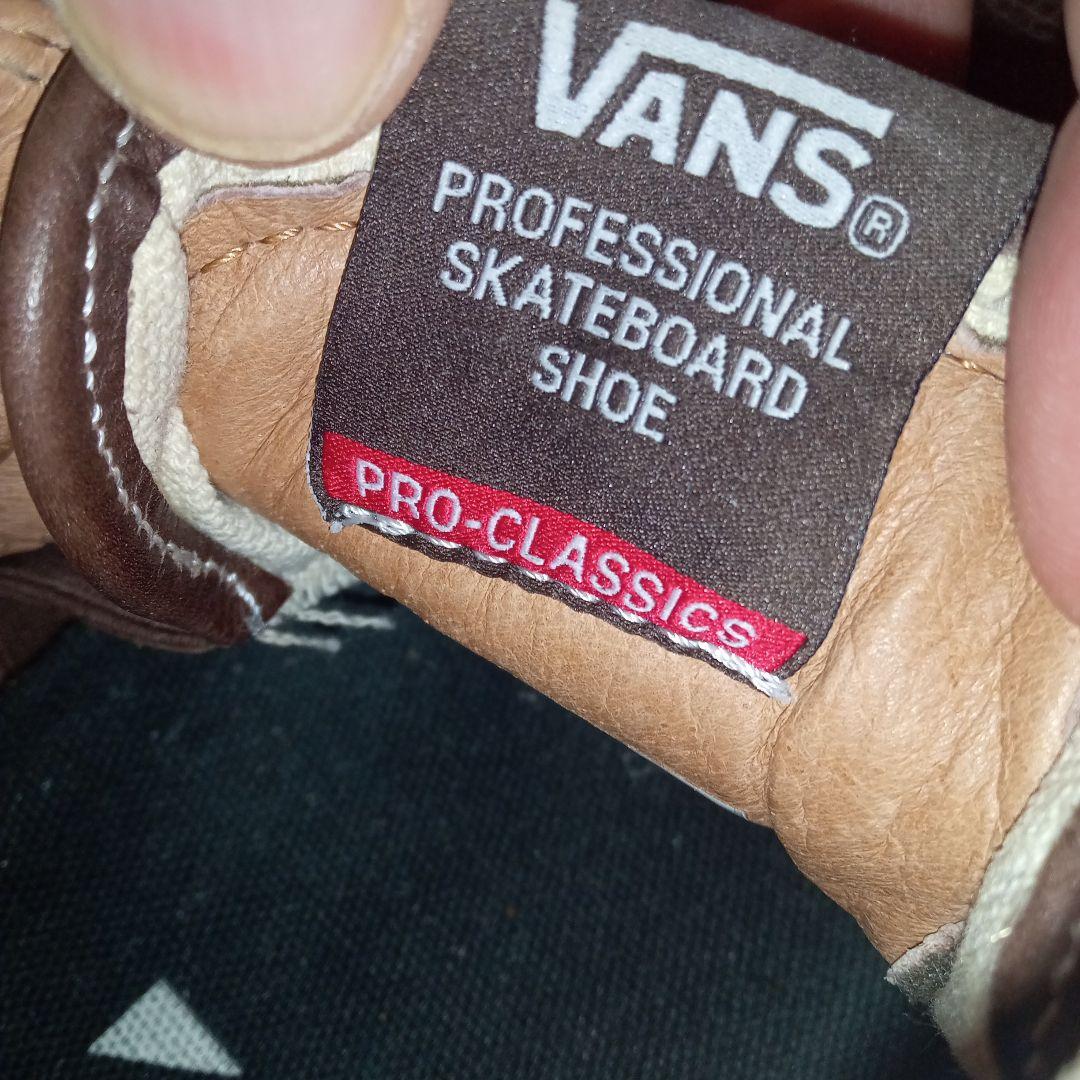 VANS®
PROFESSIONAL
SKATEBOARD
SHOE
PRO-CLASSICS